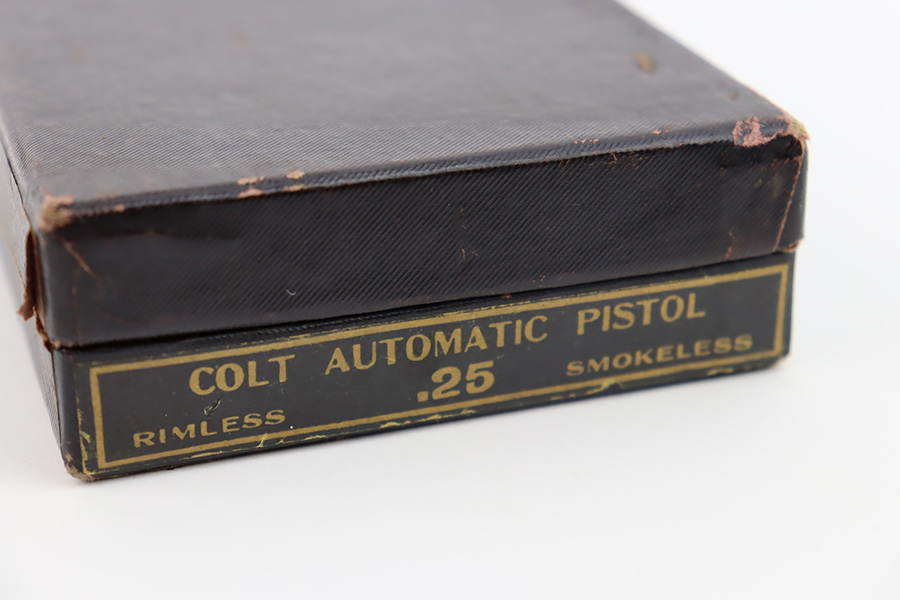 COLT AUTOMATIC PISTOL
RIMLESS .25 SMOKELESS